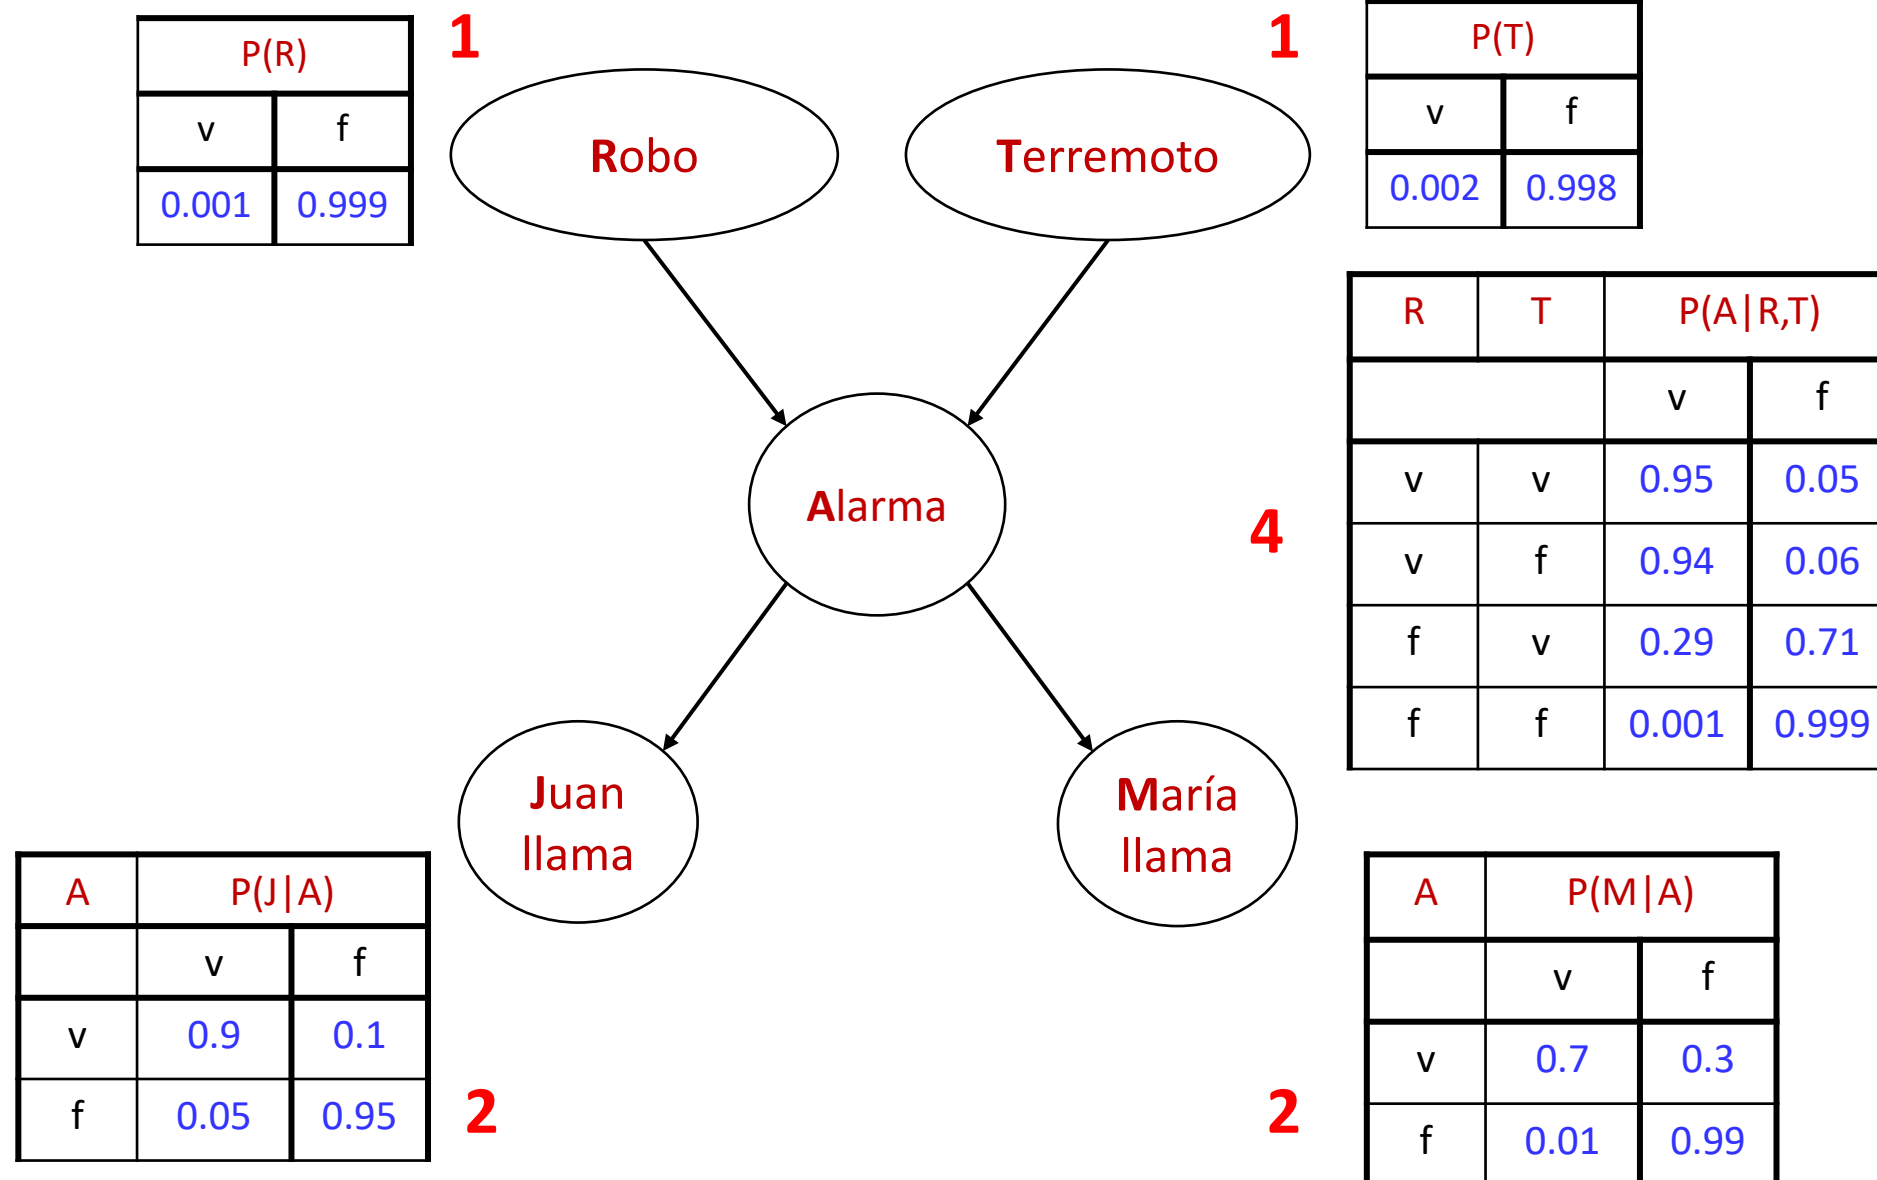 P(R)
v f
0.001 0.999
1
1
P(T)
v f
0.002 0.998
Robo
Terremoto
R T P(A|R,T)
v f
v v 0.95 0.05
v f 0.94 0.06
f v 0.29 0.71
f f 0.001 0.999
4
Alarma
Juan
llama
María
llama
A P(J|A)
v f
v 0.9 0.1
f 0.05 0.95
2
2
A P(M|A)
v f
v 0.7 0.3
f 0.01 0.99